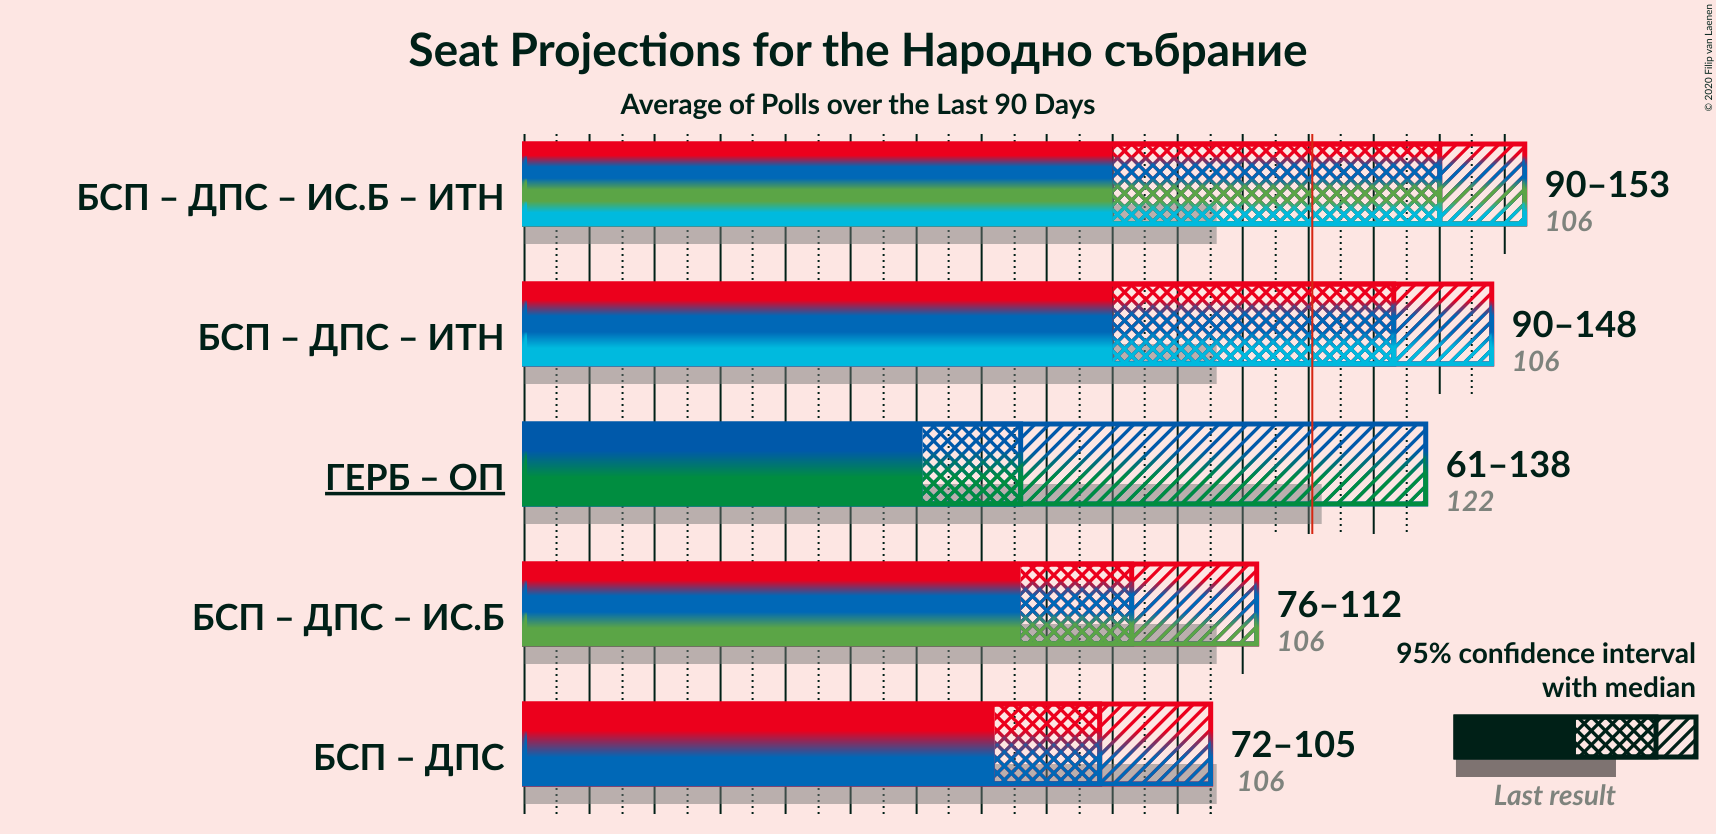 Seat Projections for the Народно събрание
Average of Polls over the Last 90 Days
© 2020 Filip van Laenen
БСП – ДПС – ИС.Б – ИТН
90–153
106
БСП – ДПС – ИТН
90–148
106
ГЕРБ – ОП
61–138
122
БСП – ДПС – ИС.Б
76–112
106
БСП – ДПС
72–105
106
95% confidence interval
with median
Last result